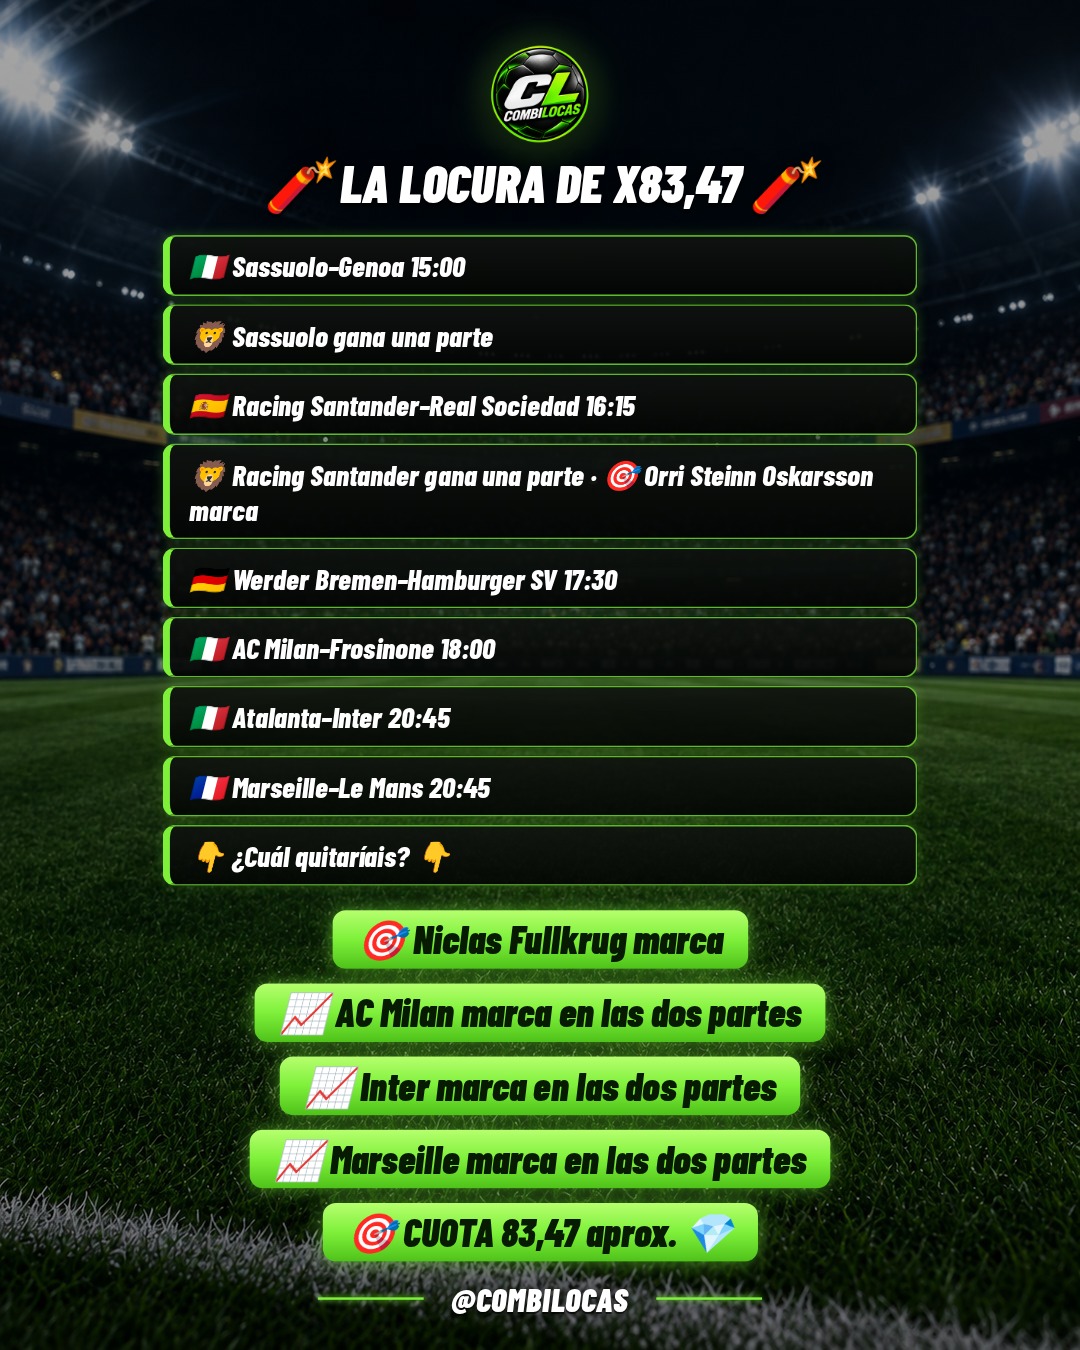 CL
COMBILOCAS
🧨 LA LOCURA DE X83,47 🧨
🇮🇹 Sassuolo-Genoa 15:00
🦁 Sassuolo gana una parte
🇪🇸 Racing Santander-Real Sociedad 16:15
🦁 Racing Santander gana una parte · 🎯 Orri Steinn Oskarsson
marca
🇩🇪 Werder Bremen-Hamburger SV 17:30
🇮🇹 AC Milan-Frosinone 18:00
🇮🇹 Atalanta-Inter 20:45
🇫🇷 Marseille-Le Mans 20:45
👇 ¿Cuál quitaríais? 👇
🎯 Niclas Fullkrug marca
📈 AC Milan marca en las dos partes
📈 Inter marca en las dos partes
📈 Marseille marca en las dos partes
🎯 CUOTA 83,47 aprox. 💎
@COMBILOCAS